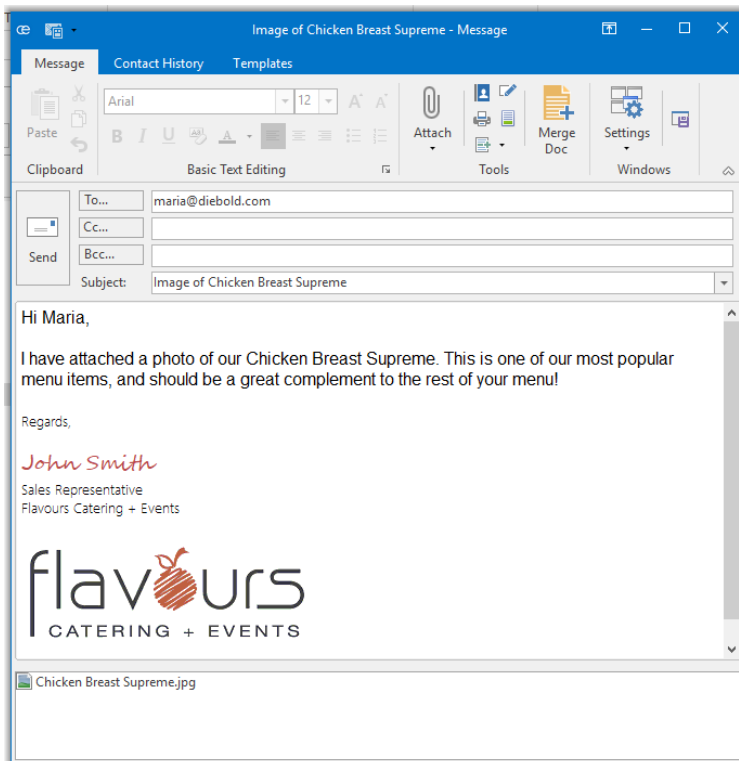 Image of Chicken Breast Supreme - Message
Message Contact History Templates
Arial 12 A A
Paste B I U A Attach Merge Doc Settings
Clipboard Basic Text Editing Tools Windows
To... maria@diebold.com
Cc...
Send Bcc...
Subject: Image of Chicken Breast Supreme
Hi Maria,
I have attached a photo of our Chicken Breast Supreme. This is one of our most popular
menu items, and should be a great complement to the rest of your menu!
Regards,
John Smith
Sales Representative
Flavours Catering + Events
flavours
CATERING + EVENTS
Chicken Breast Supreme.jpg